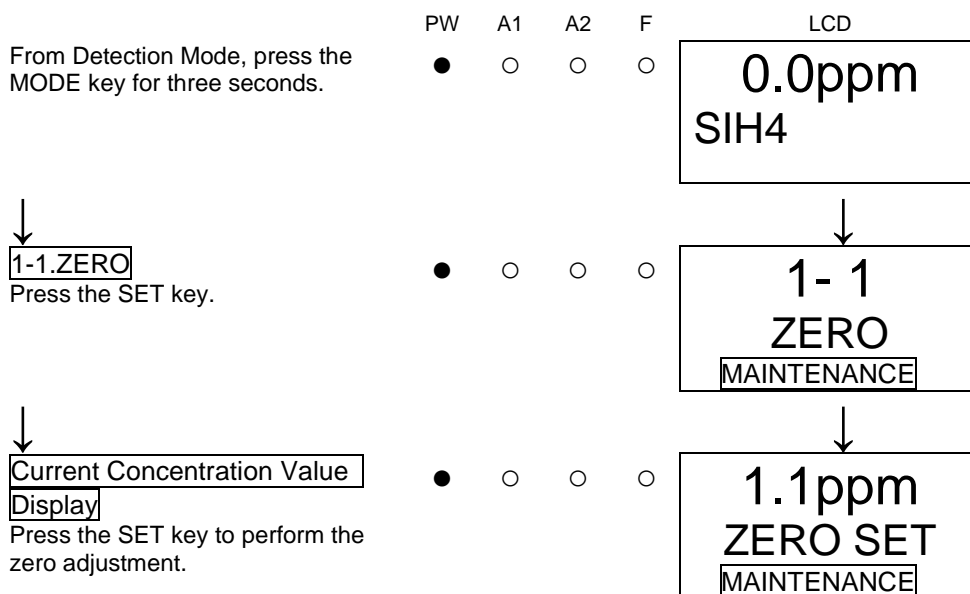 PW A1 A2 F LCD
From Detection Mode, press the
MODE key for three seconds.
● ○ ○ ○
0.0ppm
SIH4
↓ ↓
1-1.ZERO
Press the SET key.
● ○ ○ ○
1- 1
ZERO
MAINTENANCE
↓ ↓
Current Concentration Value
Display
Press the SET key to perform the
zero adjustment.
● ○ ○ ○
1.1ppm
ZERO SET
MAINTENANCE